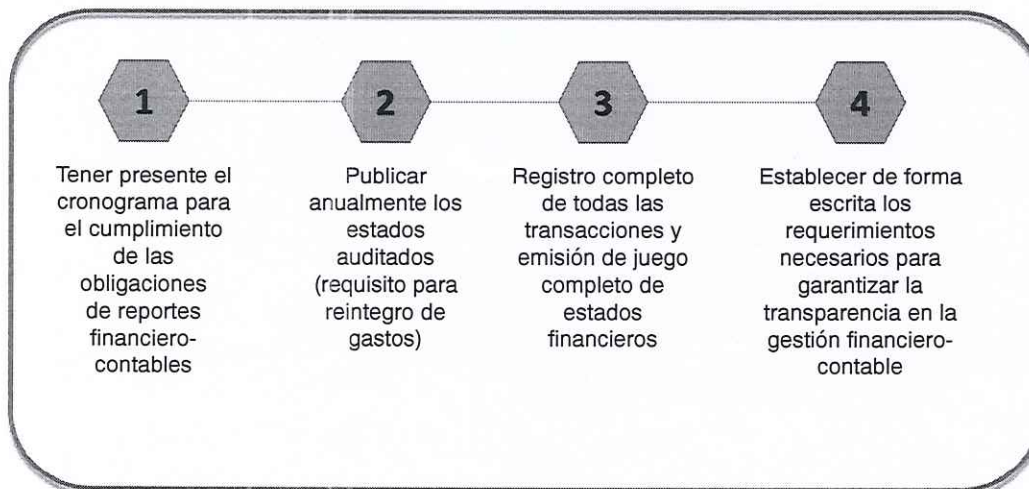 1
Tener presente el
cronograma para
el cumplimiento
de las
obligaciones
de reportes
financiero-
contables
2
Publicar
anualmente los
estados
auditados
(requisito para
reintegro de
gastos)
3
Registro completo
de todas las
transacciones y
emisión de juego
completo de
estados
financieros
4
Establecer de forma
escrita los
requerimientos
necesarios para
garantizar la
transparencia en la
gestión financiero-
contable